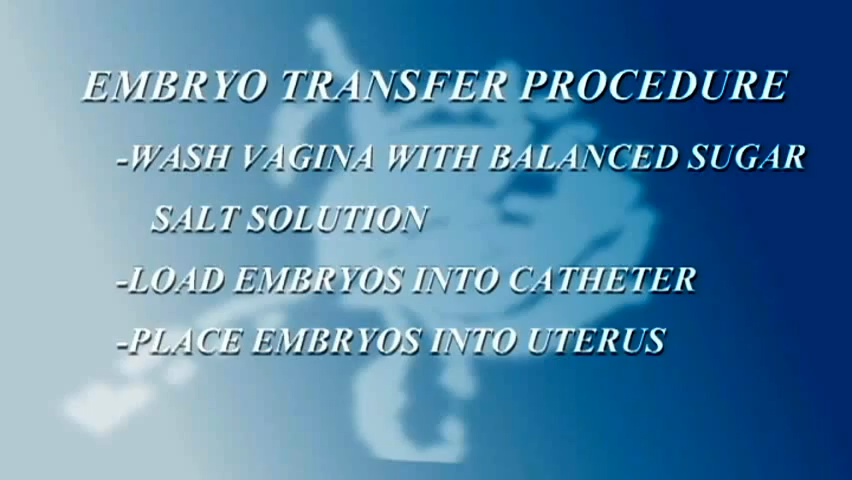 EMBRYO TRANSFER PROCEDURE
-WASH VAGINA WITH BALANCED SUGAR
SALT SOLUTION
-LOAD EMBRYOS INTO CATHETER
-PLACE EMBRYOS INTO UTERUS